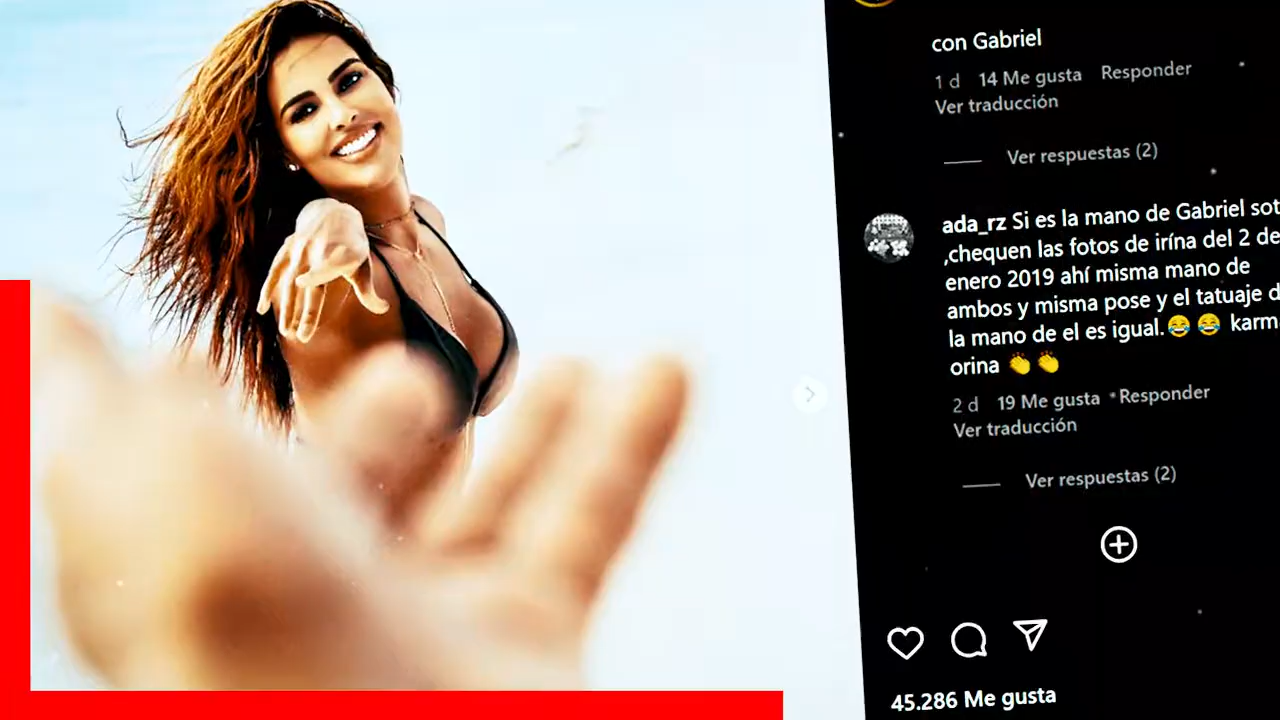 con Gabriel
1 d 14 Me gusta Responder
Ver traducción
Ver respuestas (2)
ada_rz Si es la mano de Gabriel sot
,chequen las fotos de irína del 2 de
enero 2019 ahí misma mano de
ambos y misma pose y el tatuaje d
la mano de el es igual.😂😂 karm
orina 👏👏
2 d 19 Me gusta Responder
Ver traducción
Ver respuestas (2)
45.286 Me gusta